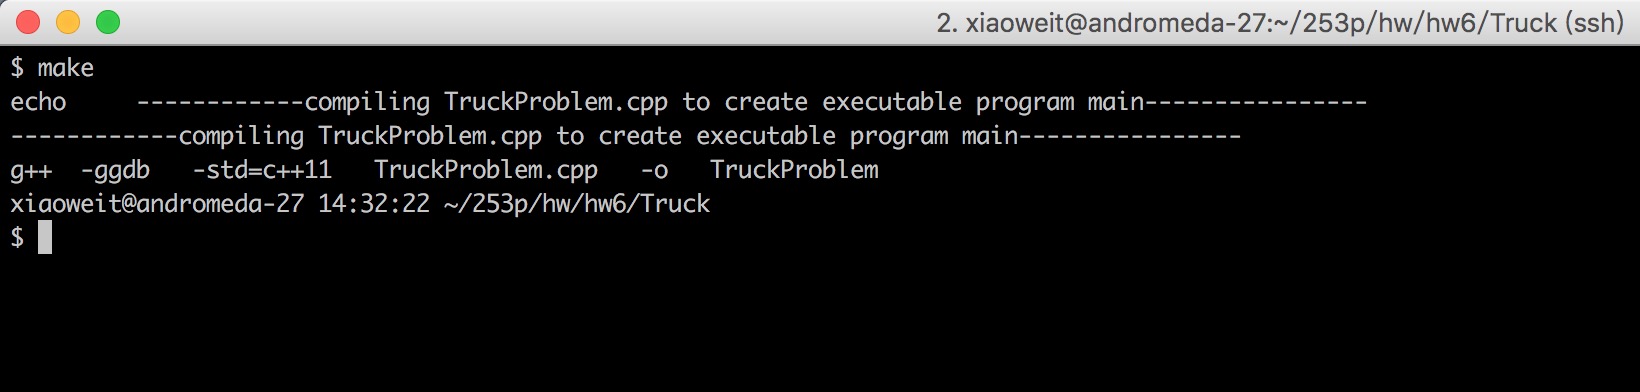 2. xiaoweit@andromeda-27:~/253p/hw/hw6/Truck (ssh)
$ make
echo     ------------compiling TruckProblem.cpp to create executable program main----------------
------------compiling TruckProblem.cpp to create executable program main----------------
g++  -ggdb   -std=c++11   TruckProblem.cpp   -o   TruckProblem
xiaoweit@andromeda-27 14:32:22 ~/253p/hw/hw6/Truck
$